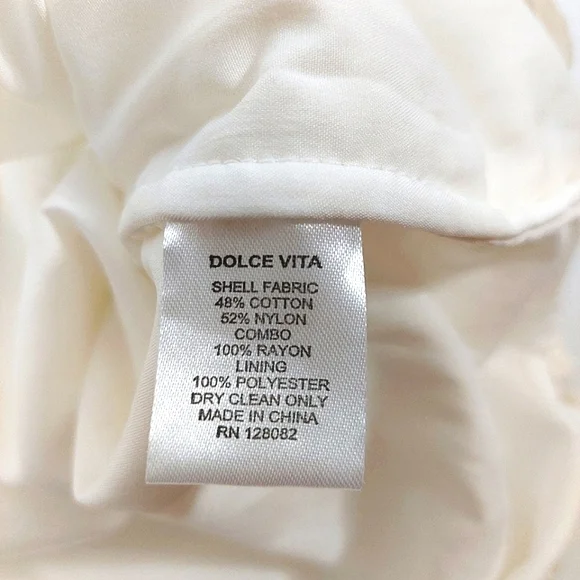 DOLCE VITA
SHELL FABRIC
48% COTTON
52% NYLON
COMBO
100% RAYON
LINING
100% POLYESTER
DRY CLEAN ONLY
MADE IN CHINA
RN 128082